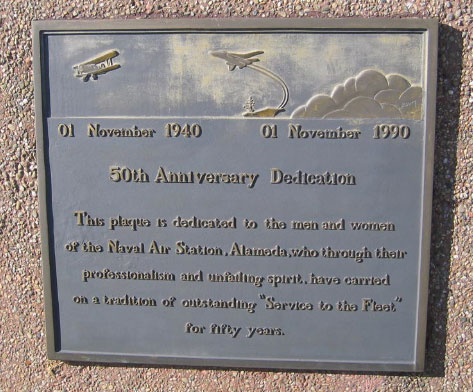 01 November 1940 01 November 1990
50th Anniversary Dedication
This plaque is dedicated to the men and women
of the Naval Air Station, Alameda, who through their
professionalism and unfailing spirit, have carried
on a tradition of outstanding "Service to the Fleet"
for fifty years.